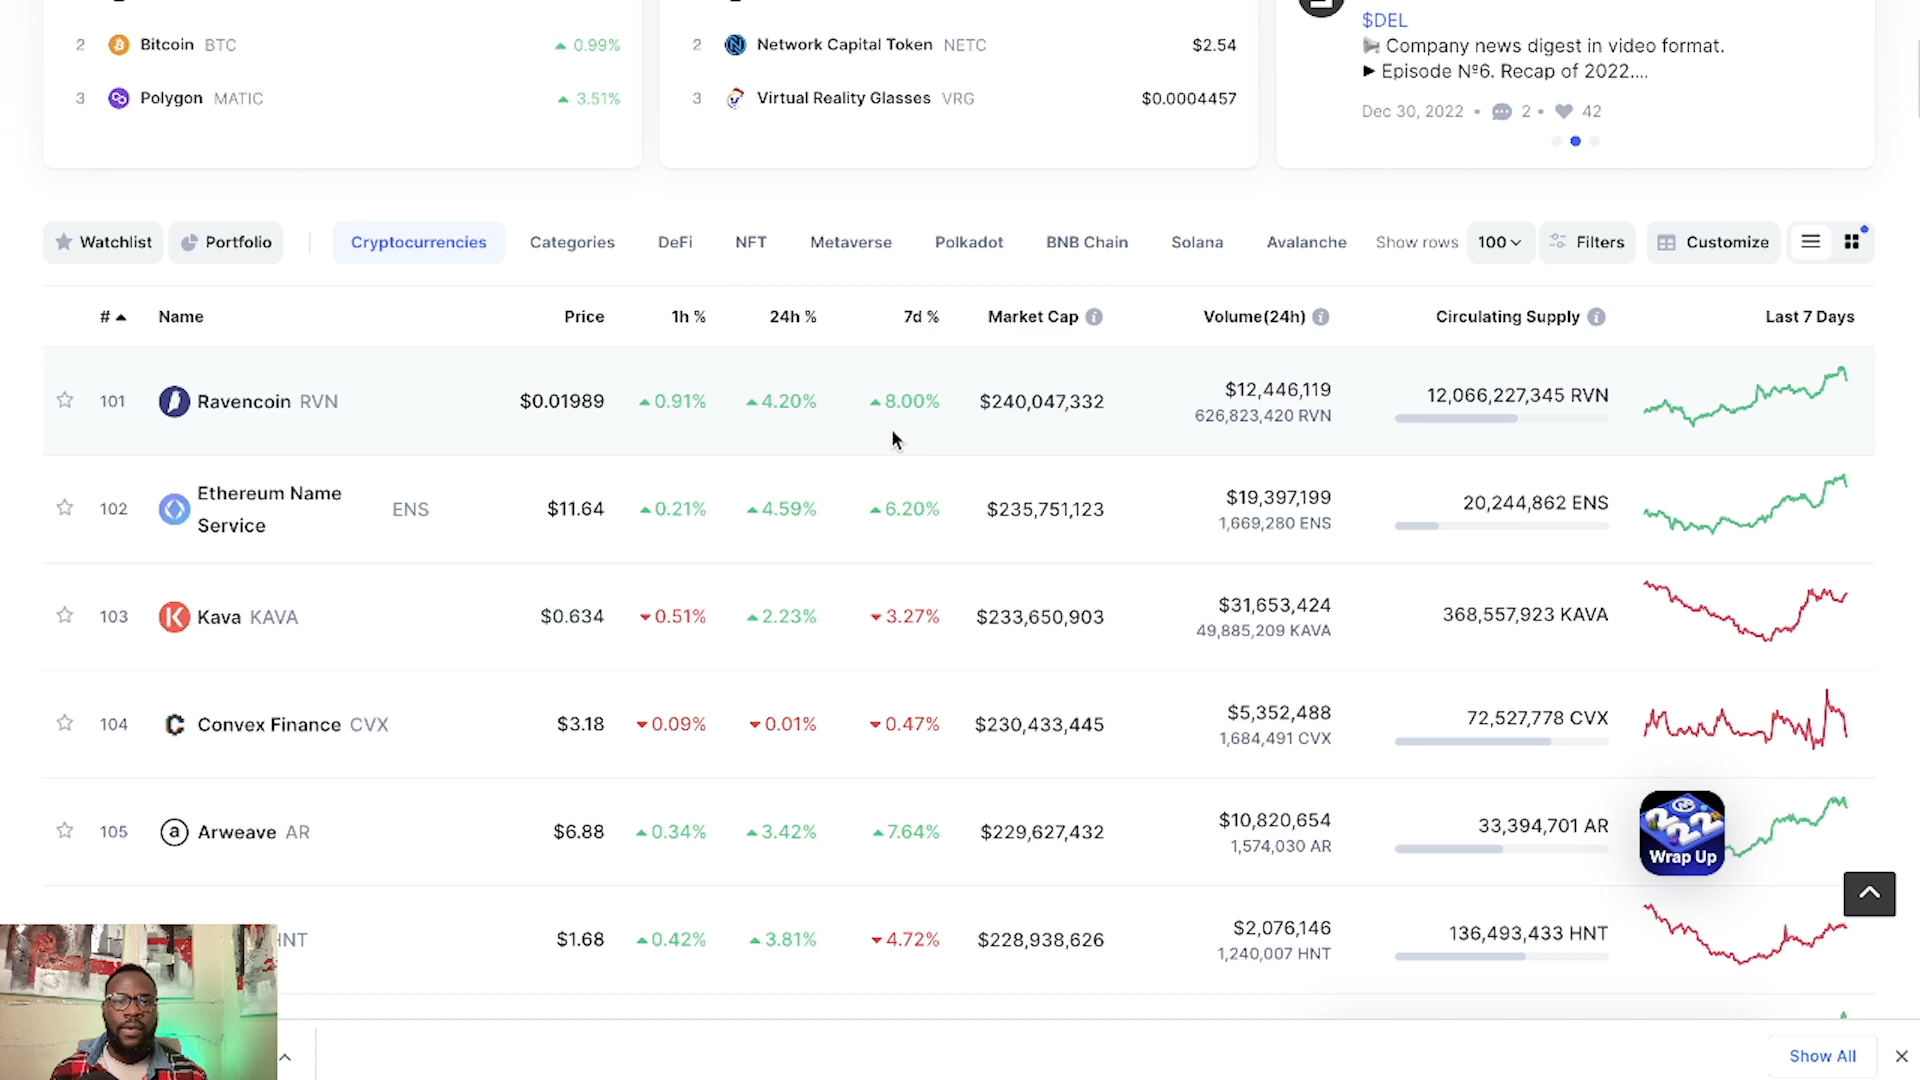 2 Bitcoin BTC 0.99%
3 Polygon MATIC 3.51%
2 Network Capital Token NETC $2.54
3 Virtual Reality Glasses VRG $0.0004457
$DEL
Company news digest in video format.
► Episode Nº6. Recap of 2022....
Dec 30, 2022 • 2 • 42
Watchlist Portfolio Cryptocurrencies Categories DeFi NFT Metaverse Polkadot BNB Chain Solana Avalanche Show rows 100 Filters Customize
# Name Price 1h % 24h % 7d % Market Cap Volume(24h) Circulating Supply Last 7 Days
101 Ravencoin RVN $0.01989 0.91% 4.20% 8.00% $240,047,332 $12,446,119 12,066,227,345 RVN
626,823,420 RVN
102 Ethereum Name ENS $11.64 0.21% 4.59% 6.20% $235,751,123 $19,397,199 20,244,862 ENS
Service 1,669,280 ENS
103 Kava KAVA $0.634 0.51% 2.23% 3.27% $233,650,903 $31,653,424 368,557,923 KAVA
49,885,209 KAVA
104 Convex Finance CVX $3.18 0.09% 0.01% 0.47% $230,433,445 $5,352,488 72,527,778 CVX
1,684,491 CVX
105 Arweave AR $6.88 0.34% 3.42% 7.64% $229,627,432 $10,820,654 33,394,701 AR
1,574,030 AR
2022
Wrap Up
HNT $1.68 0.42% 3.81% 4.72% $228,938,626 $2,076,146 136,493,433 HNT
1,240,007 HNT
Show All